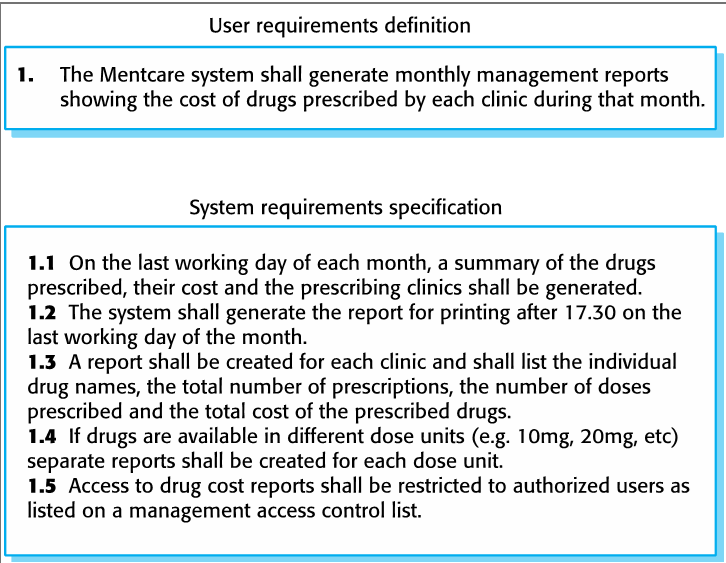 User requirements definition
1. The Mentcare system shall generate monthly management reports
showing the cost of drugs prescribed by each clinic during that month.
System requirements specification
1.1 On the last working day of each month, a summary of the drugs
prescribed, their cost and the prescribing clinics shall be generated.
1.2 The system shall generate the report for printing after 17.30 on the
last working day of the month.
1.3 A report shall be created for each clinic and shall list the individual
drug names, the total number of prescriptions, the number of doses
prescribed and the total cost of the prescribed drugs.
1.4 If drugs are available in different dose units (e.g. 10mg, 20mg, etc)
separate reports shall be created for each dose unit.
1.5 Access to drug cost reports shall be restricted to authorized users as
listed on a management access control list.